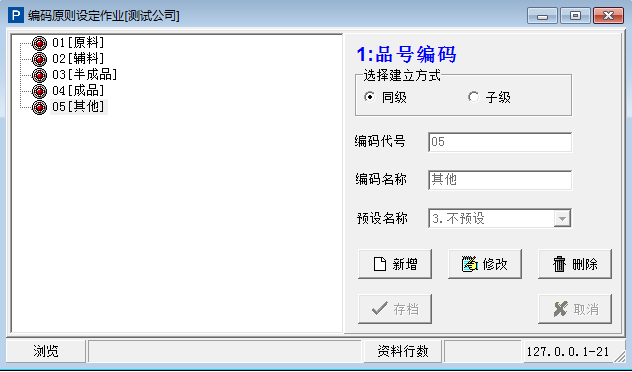 P 编码原则设定作业[测试公司]
01[原料]
02[辅料]
03[半成品]
04[成品]
05[其他]
1:品号编码
选择建立方式
同级 子级
编码代号 05
编码名称 其他
预设名称 3.不预设
新增 修改 删除
存档 取消
浏览 资料行数 127.0.0.1-21